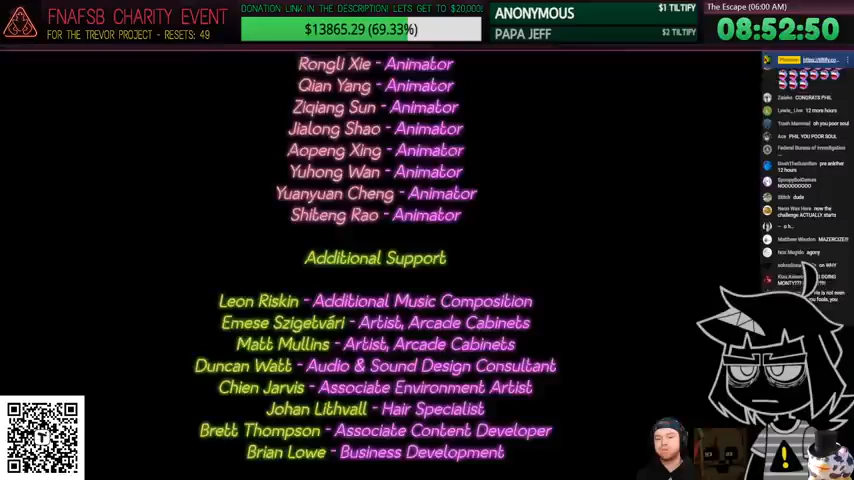 FNAFSB CHARITY EVENT
FOR THE TREVOR PROJECT - RESETS: 49
DONATION LINK IN THE DESCRIPTION! LETS GET TO $20,000!
$13865.29 (69.33%)
ANONYMOUS
$1 TILTIFY
PAPA JEFF
$2 TILTIFY
The Escape (06:00 AM)
08:52:50
Rongli Xie - Animator
Qian Yang - Animator
Ziqiang Sun - Animator
Jialong Shao - Animator
Aopeng Xing - Animator
Yuhong Wan - Animator
Yuanyuan Cheng - Animator
Shiteng Rao - Animator
Additional Support
Leon Riskin - Additional Music Composition
Emese Szigetvári - Artist, Arcade Cabinets
Matt Mullins - Artist, Arcade Cabinets
Duncan Watt - Audio & Sound Design Consultant
Chien Jarvis - Associate Environment Artist
Johan Lithvall - Hair Specialist
Brett Thompson - Associate Content Developer
Brian Lowe - Business Development
CONGRATS PHIL
12 more hours
oh you poor soul
Ace PHIL YOU POOR SOUL
Federal Bureau of Investigation
pre another
12 hours
NOOOOOOOO
dude
now the
challenge ACTUALLY starts
MAZERCIZE!!
agony
on WHY